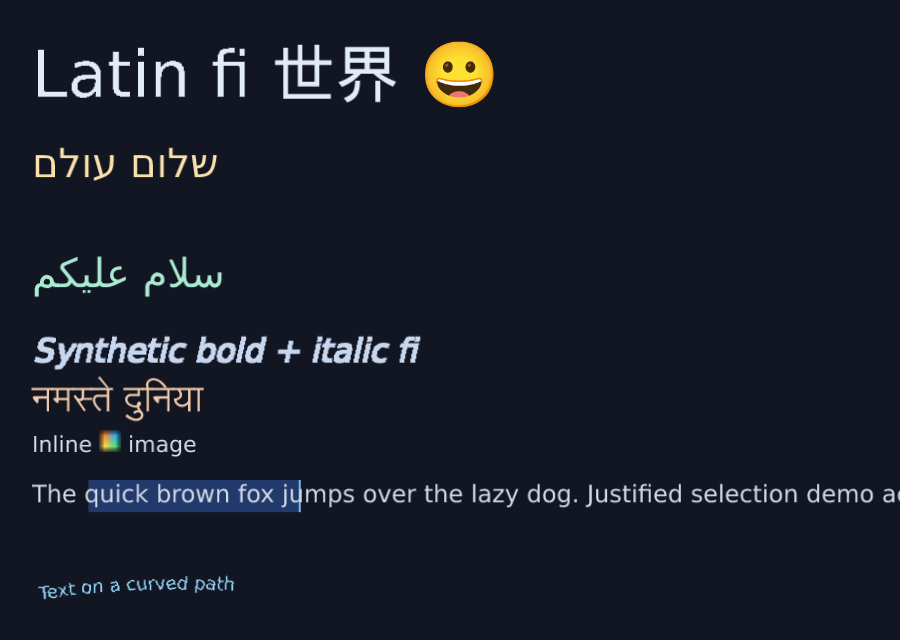 Latin fi 世界 😀
שלום עולם
سلام عليكم
Synthetic bold + italic fi
नमस्ते दुनिया
Inline image
The quick brown fox jumps over the lazy dog. Justified selection demo
Text on a curved path